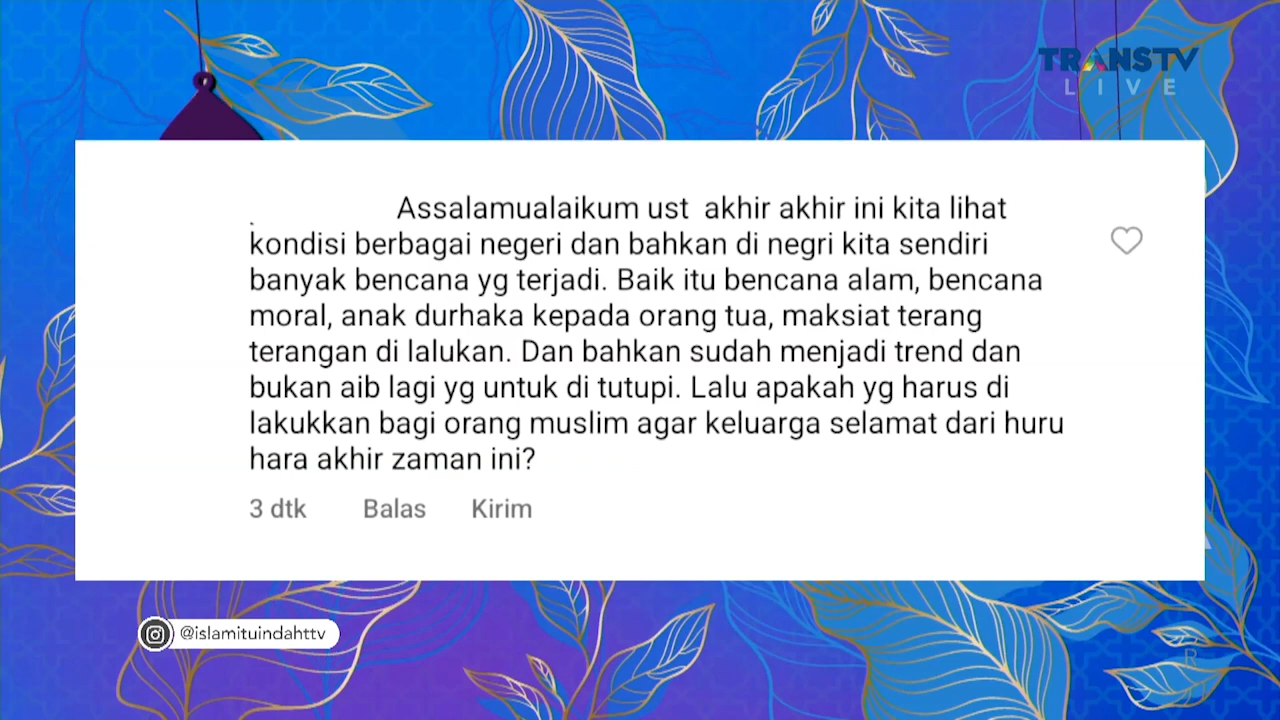 TRANSTV
LIVE
Assalamualaikum ust akhir akhir ini kita lihat
kondisi berbagai negeri dan bahkan di negri kita sendiri
banyak bencana yg terjadi. Baik itu bencana alam, bencana
moral, anak durhaka kepada orang tua, maksiat terang
terangan di lalukan. Dan bahkan sudah menjadi trend dan
bukan aib lagi yg untuk di tutupi. Lalu apakah yg harus di
lakukkan bagi orang muslim agar keluarga selamat dari huru
hara akhir zaman ini?
3 dtk Balas Kirim
@islamituindahttv